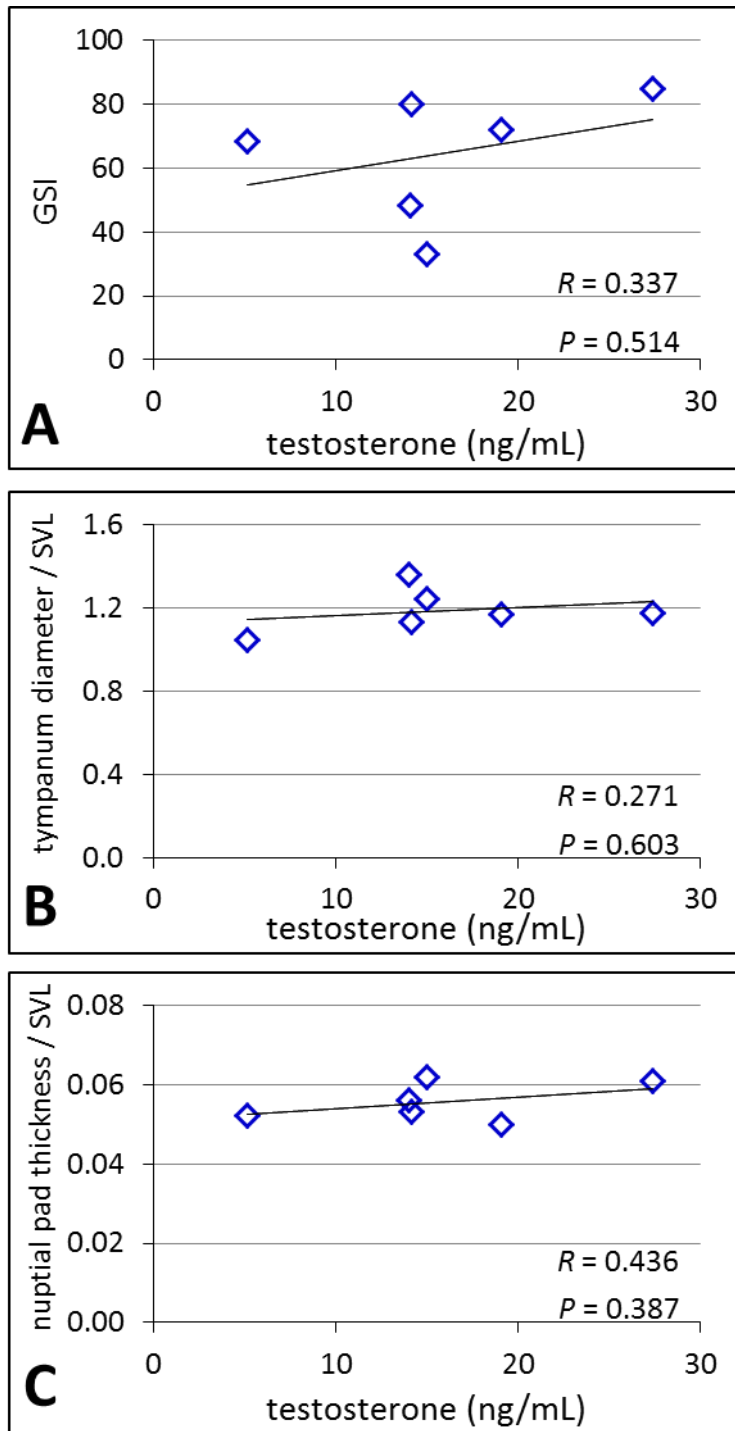 100
80
60
40
20
0
GSI
R = 0.337
P = 0.514
0 10 20 30
testosterone (ng/mL)
A
1.6
1.2
0.8
0.4
0.0
tympanum diameter / SVL
R = 0.271
P = 0.603
0 10 20 30
testosterone (ng/mL)
B
0.08
0.06
0.04
0.02
0.00
nuptial pad thickness / SVL
R = 0.436
P = 0.387
0 10 20 30
testosterone (ng/mL)
C